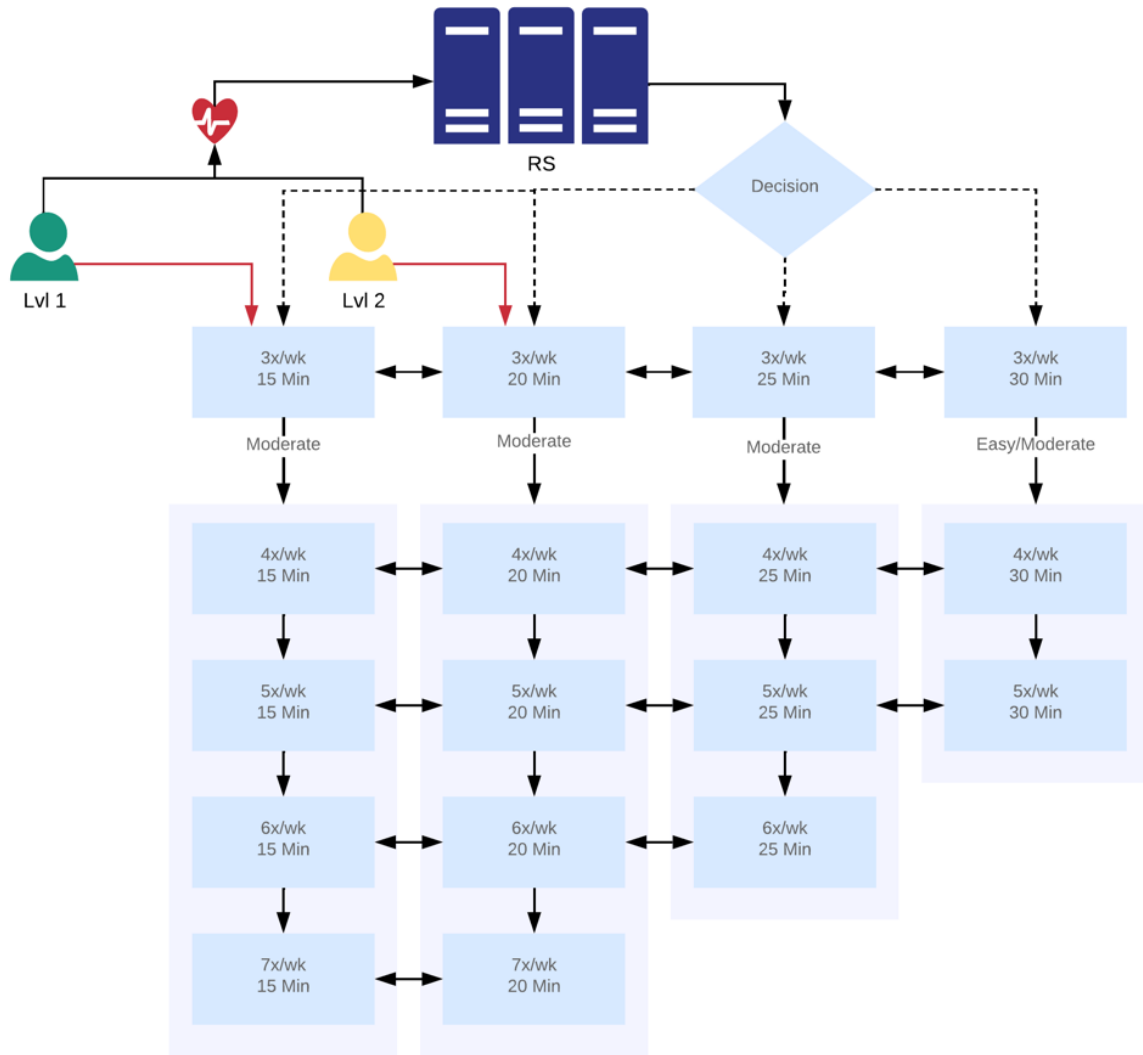 RS
Decision
Lvl 1
Lvl 2
3x/wk
15 Min
3x/wk
20 Min
3x/wk
25 Min
3x/wk
30 Min
Moderate
Moderate
Moderate
Easy/Moderate
4x/wk
15 Min
4x/wk
20 Min
4x/wk
25 Min
4x/wk
30 Min
5x/wk
15 Min
5x/wk
20 Min
5x/wk
25 Min
5x/wk
30 Min
6x/wk
15 Min
6x/wk
20 Min
6x/wk
25 Min
7x/wk
15 Min
7x/wk
20 Min